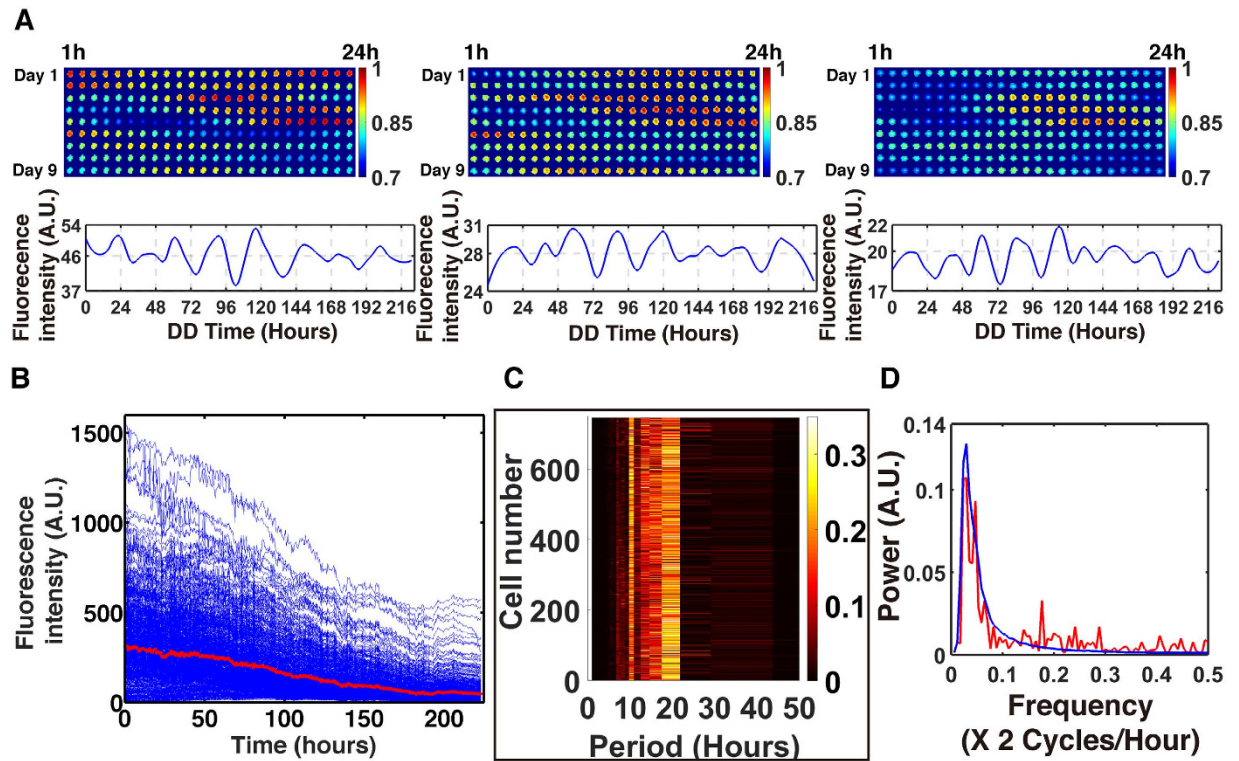 A
1h 24h
Day 1
Day 9
1
0.85
0.7
1h 24h
Day 1
Day 9
1
0.85
0.7
1h 24h
Day 1
Day 9
1
0.85
0.7
Fluorescence
intensity (A.U.)
54
46
37
0 24 48 72 96 120 144 168 192 216
DD Time (Hours)
Fluorescence
intensity (A.U.)
31
28
24
0 24 48 72 96 120 144 168 192 216
DD Time (Hours)
Fluorescence
intensity (A.U.)
22
20
17
0 24 48 72 96 120 144 168 192 216
DD Time (Hours)
B
Fluorescence
intensity (A.U.)
1500
1000
500
0
0 50 100 150 200
Time (hours)
C
Cell number
600
400
200
0
0 10 20 30 40 50
Period (Hours)
0.3
0.2
0.1
0
D
Power (A.U.)
0.14
0.1
0.05
0
0 0.1 0.2 0.3 0.4 0.5
Frequency
(X 2 Cycles/Hour)